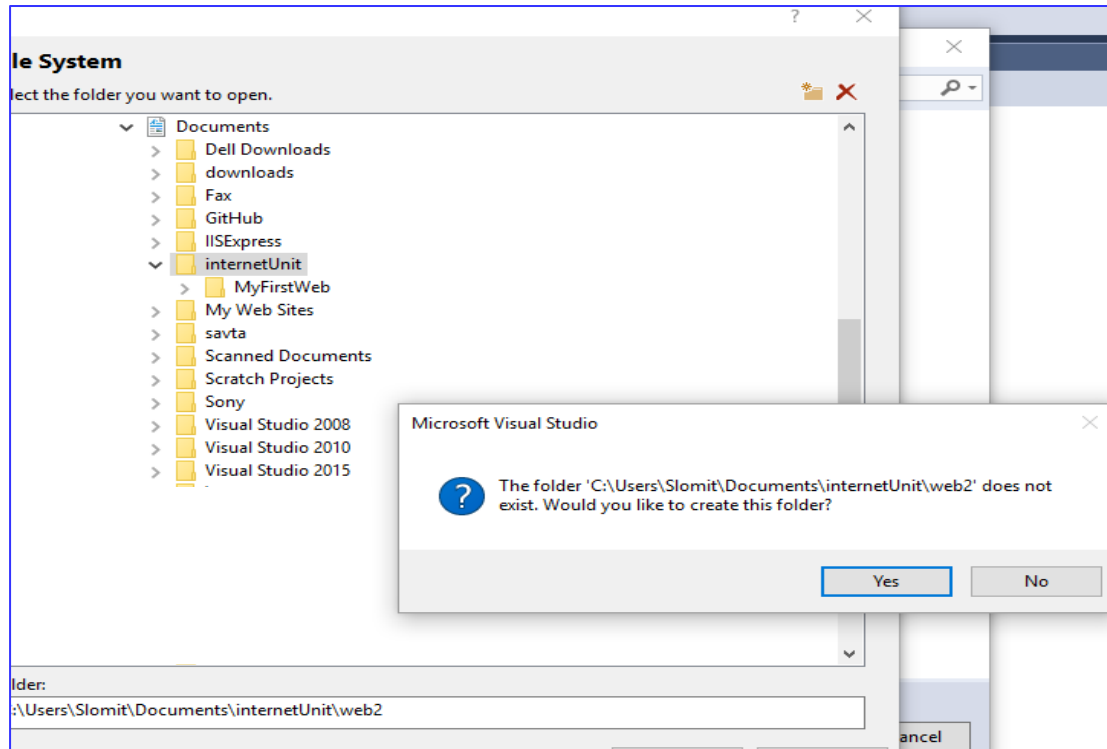 ?
le System
lect the folder you want to open.
Documents
Dell Downloads
downloads
Fax
GitHub
IISExpress
internetUnit
MyFirstWeb
My Web Sites
savta
Scanned Documents
Scratch Projects
Sony
Visual Studio 2008
Visual Studio 2010
Visual Studio 2015
Microsoft Visual Studio
The folder 'C:\Users\Slomit\Documents\internetUnit\web2' does not
exist. Would you like to create this folder?
Yes No
lder:
:\Users\Slomit\Documents\internetUnit\web2
ancel